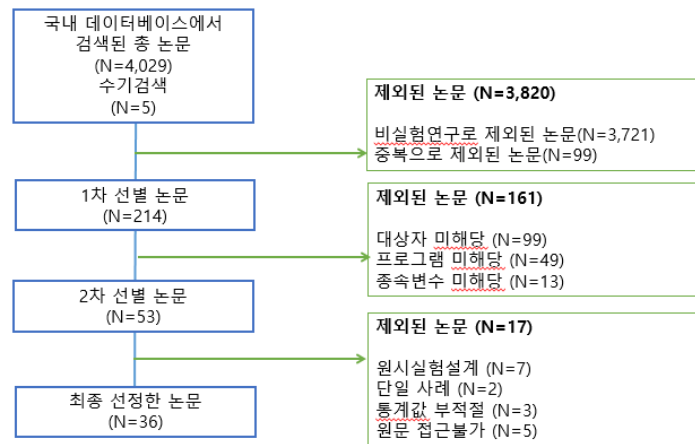 국내 데이터베이스에서
검색된 총 논문
(N=4,029)
수기검색
(N=5)
제외된 논문 (N=3,820)
비실험연구로 제외된 논문(N=3,721)
중복으로 제외된 논문(N=99)
1차 선별 논문
(N=214)
제외된 논문 (N=161)
대상자 미해당 (N=99)
프로그램 미해당 (N=49)
종속변수 미해당 (N=13)
2차 선별 논문
(N=53)
제외된 논문 (N=17)
원시실험설계 (N=7)
단일 사례 (N=2)
통계값 부적절 (N=3)
원문 접근불가 (N=5)
최종 선정한 논문
(N=36)